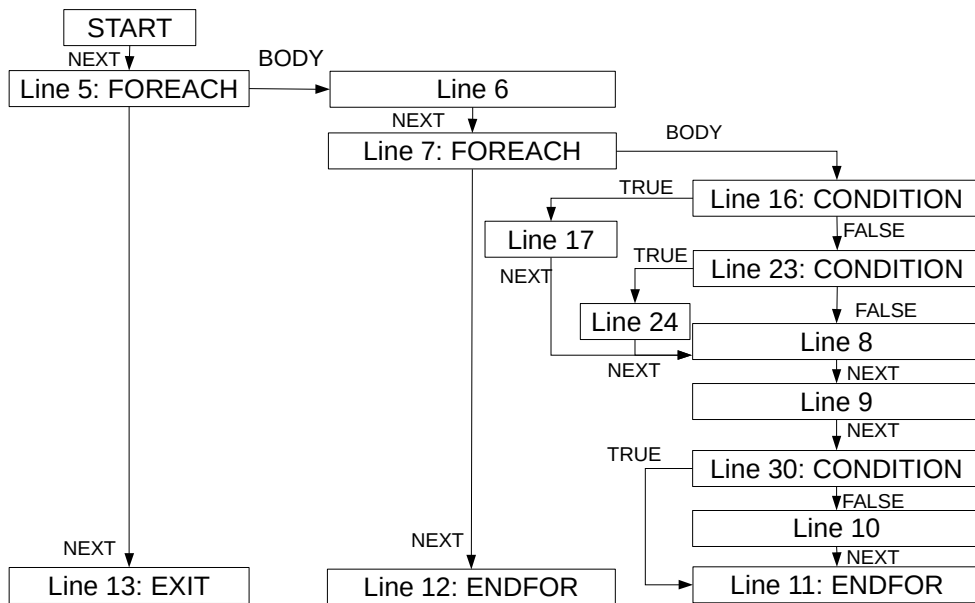 START
NEXT
BODY
Line 5: FOREACH
Line 6
NEXT
BODY
Line 7: FOREACH
TRUE
Line 16: CONDITION
FALSE
Line 17
TRUE
Line 23: CONDITION
NEXT
FALSE
Line 24
Line 8
NEXT
NEXT
Line 9
NEXT
TRUE
Line 30: CONDITION
FALSE
Line 10
NEXT
NEXT
NEXT
Line 13: EXIT
Line 12: ENDFOR
Line 11: ENDFOR